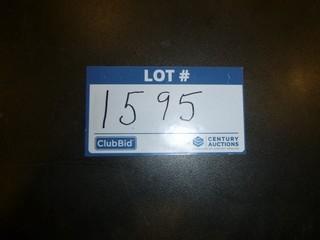 LOT #
1595
ClubBid
CENTURY
AUCTIONS